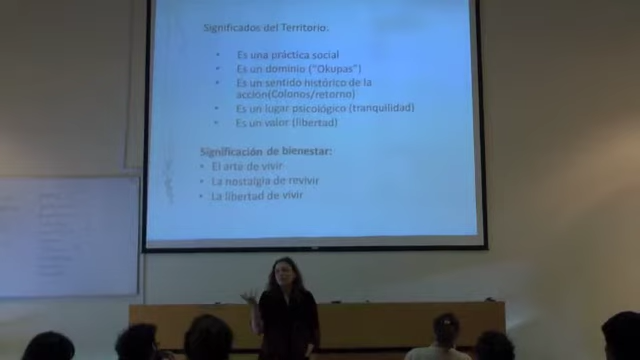 Significados del Territorio:
• Es una práctica social
• Es un dominio ("Okupas")
• Es un sentido histórico de la
acción(Colonos/retorno)
• Es un lugar psicológico (tranquilidad)
• Es un valor (libertad)
Significación de bienestar:
• El arte de vivir
• La nostalgia de revivir
• La libertad de vivir